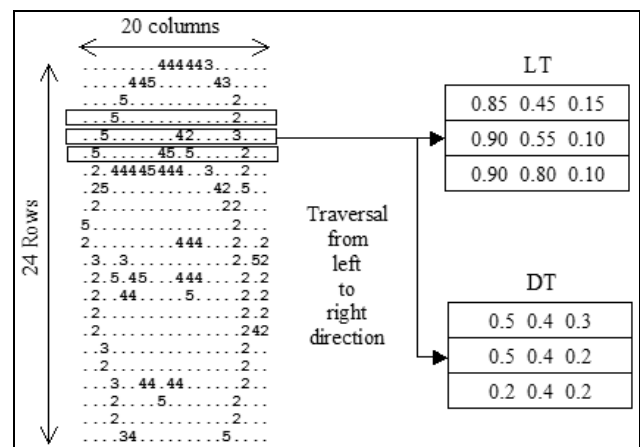 20 columns
24 Rows
........444443......
.....445......43....
....5...........2...
....5...........2...
..5.......42....3...
.5......45.5.....2..
.2.44445444..3...2..
.25...........42.5..
.2.............22...
5...............2...
2.........444...2..2
.3..3...........2.52
.2.5.45...444....2.2
.2..44.....5.....2.2
.2...............2.2
.2...............242
..3..............2..
..2..............2..
...3..44.44.....2...
...2....5.......2...
...2...........2....
....34.........5....
Traversal
from
left
to
right
direction
LT
0.85 0.45 0.15
0.90 0.55 0.10
0.90 0.80 0.10
DT
0.5 0.4 0.3
0.5 0.4 0.2
0.2 0.4 0.2